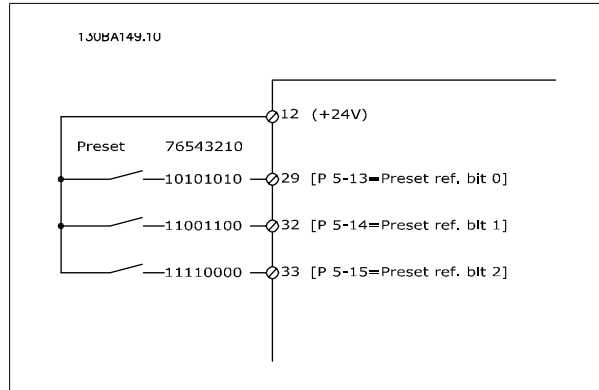 130BA149.10
12 (+24V)
Preset 76543210
10101010 29 [P 5-13=Preset ref. bit 0]
11001100 32 [P 5-14=Preset ref. bit 1]
11110000 33 [P 5-15=Preset ref. bit 2]